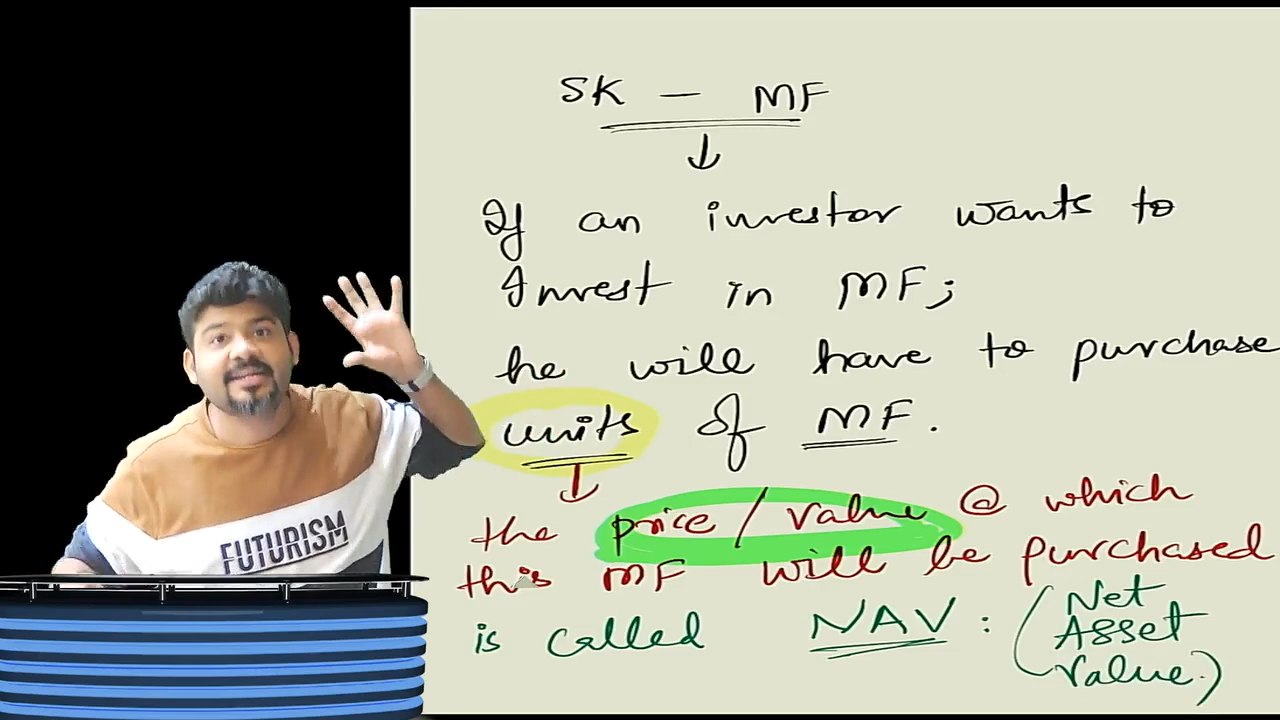 SK - MF
If an investor wants to
Invest in MF;
he will have to purchase
units of MF.
the price / value @ which
this MF will be purchased
is called NAV : (Net
Asset
Value.)
FUTURISM